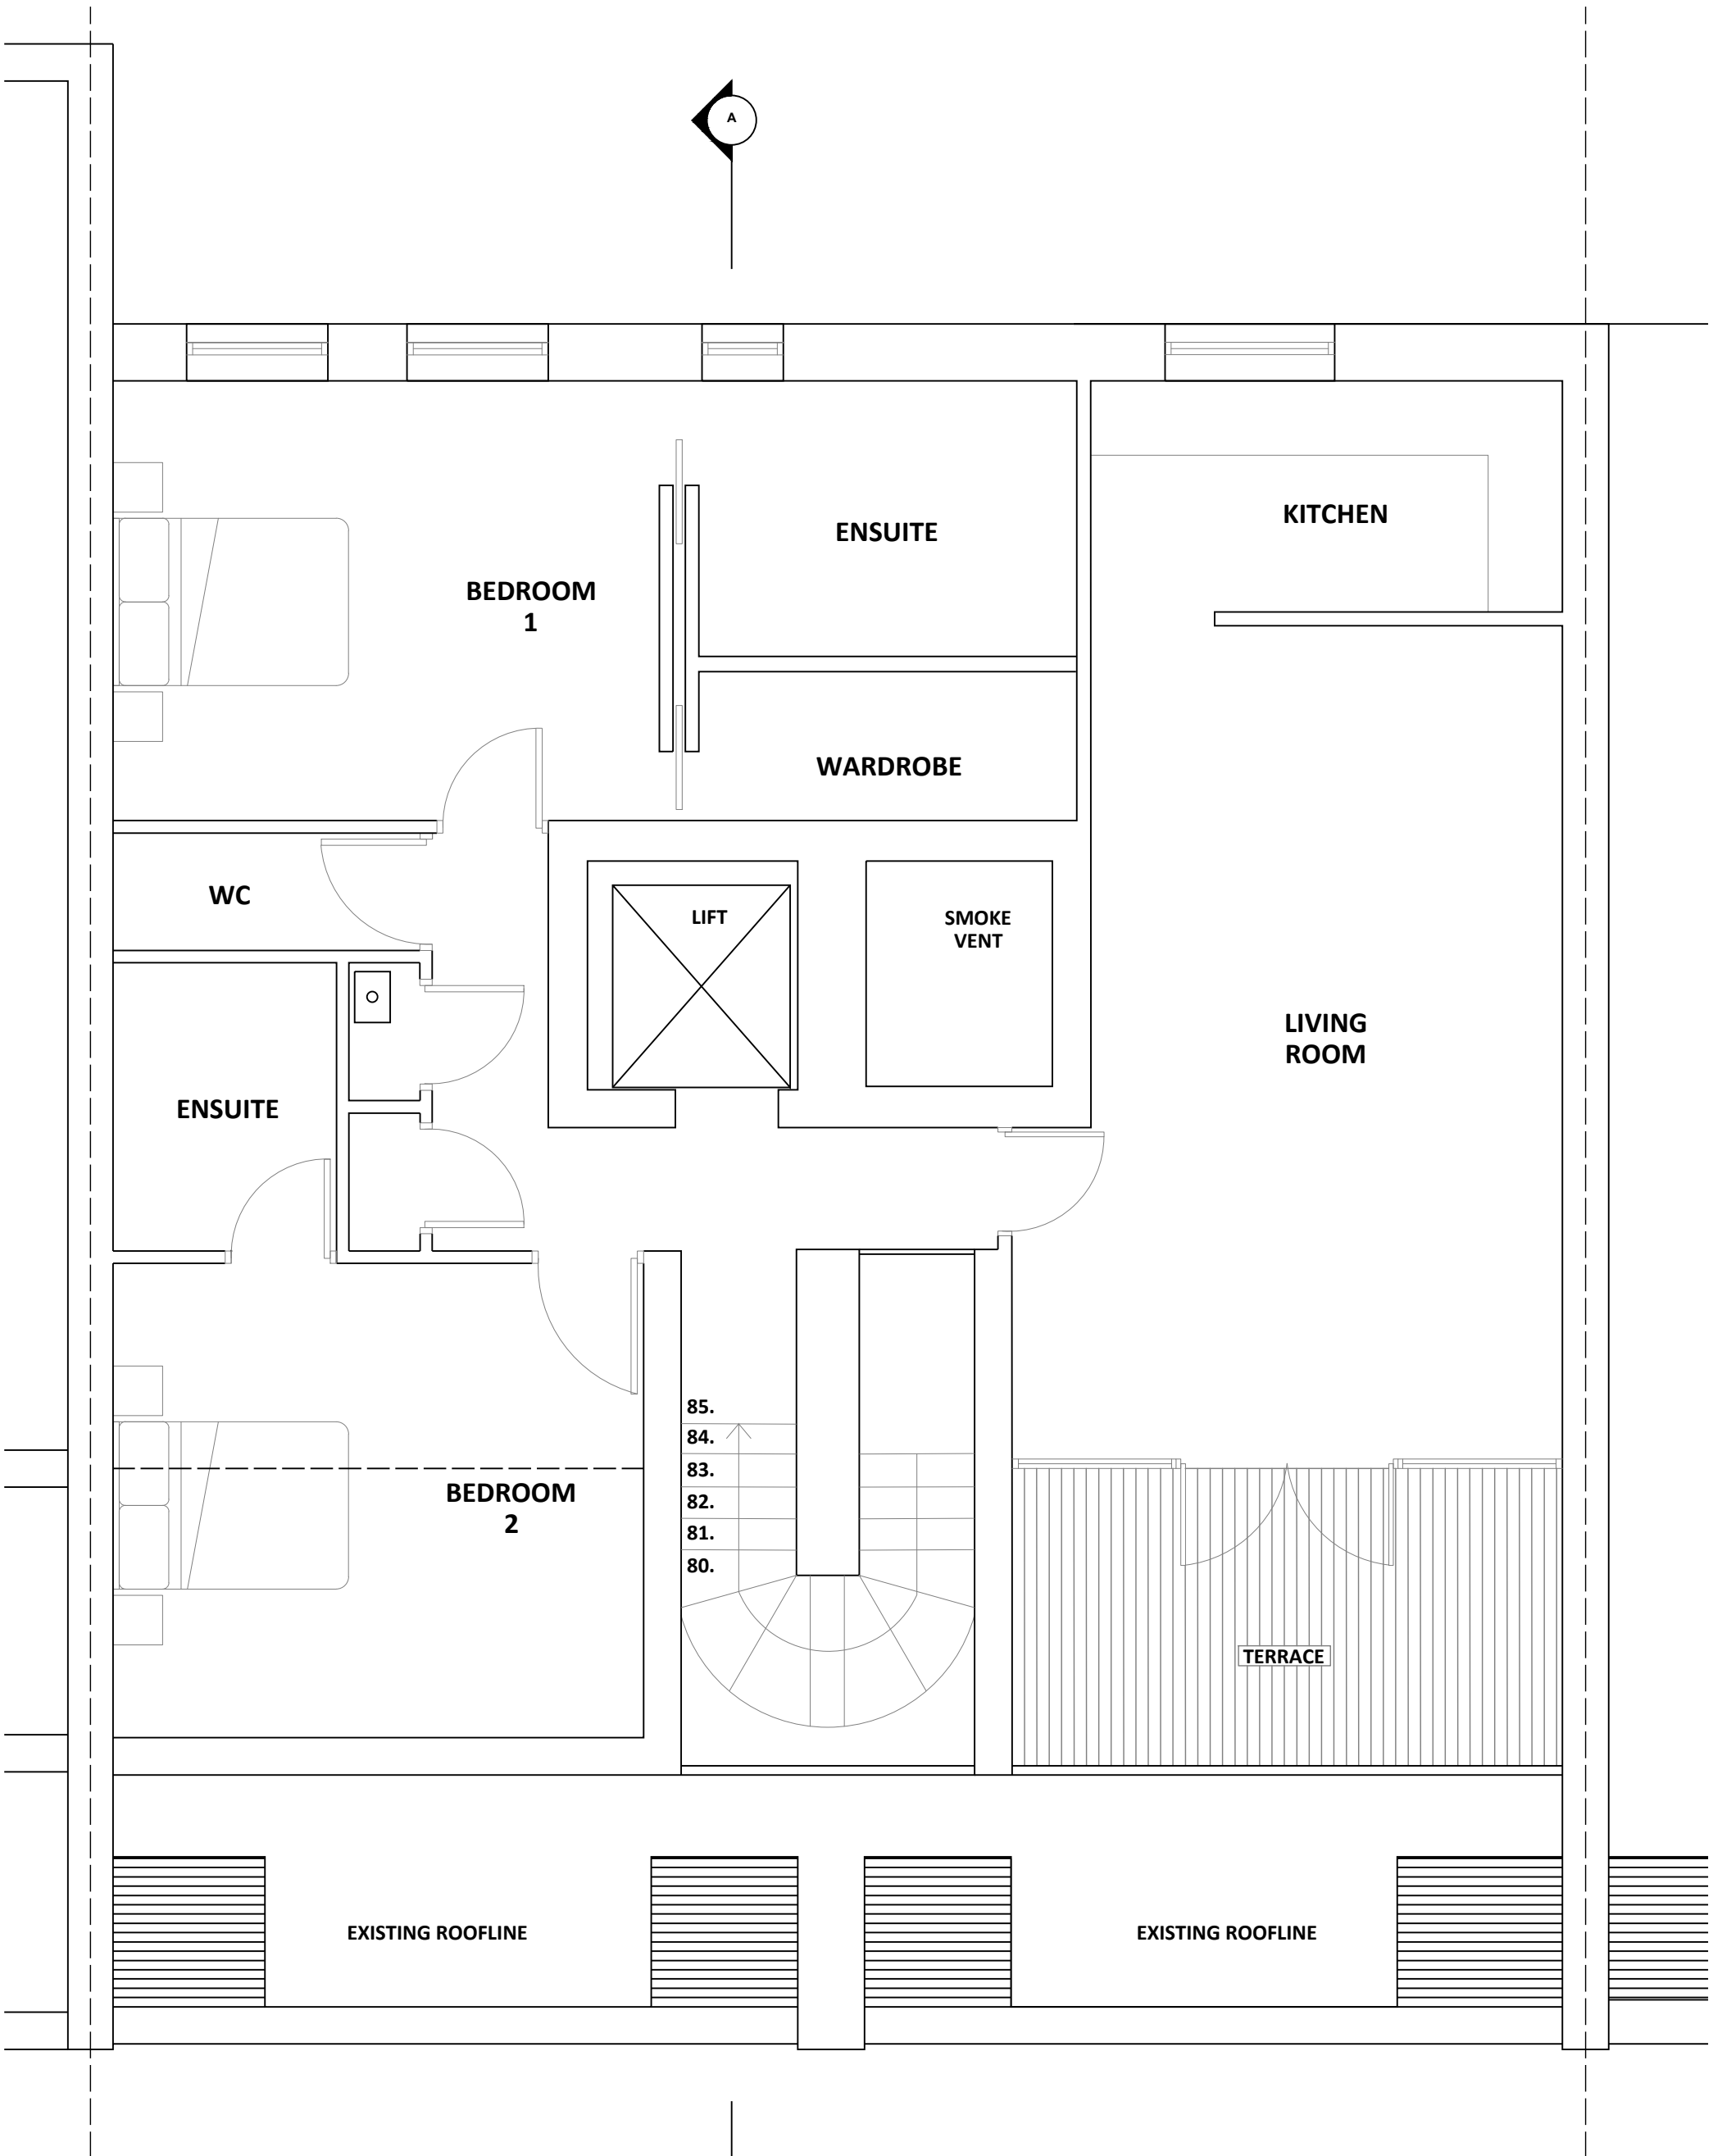 A
ENSUITE
KITCHEN
BEDROOM
1
WARDROBE
WC
LIFT
SMOKE
VENT
LIVING
ROOM
ENSUITE
85.
84.
83.
82.
81.
80.
BEDROOM
2
TERRACE
EXISTING ROOFLINE
EXISTING ROOFLINE